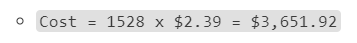 Cost = 1528 x $2.39 = $3,651.92